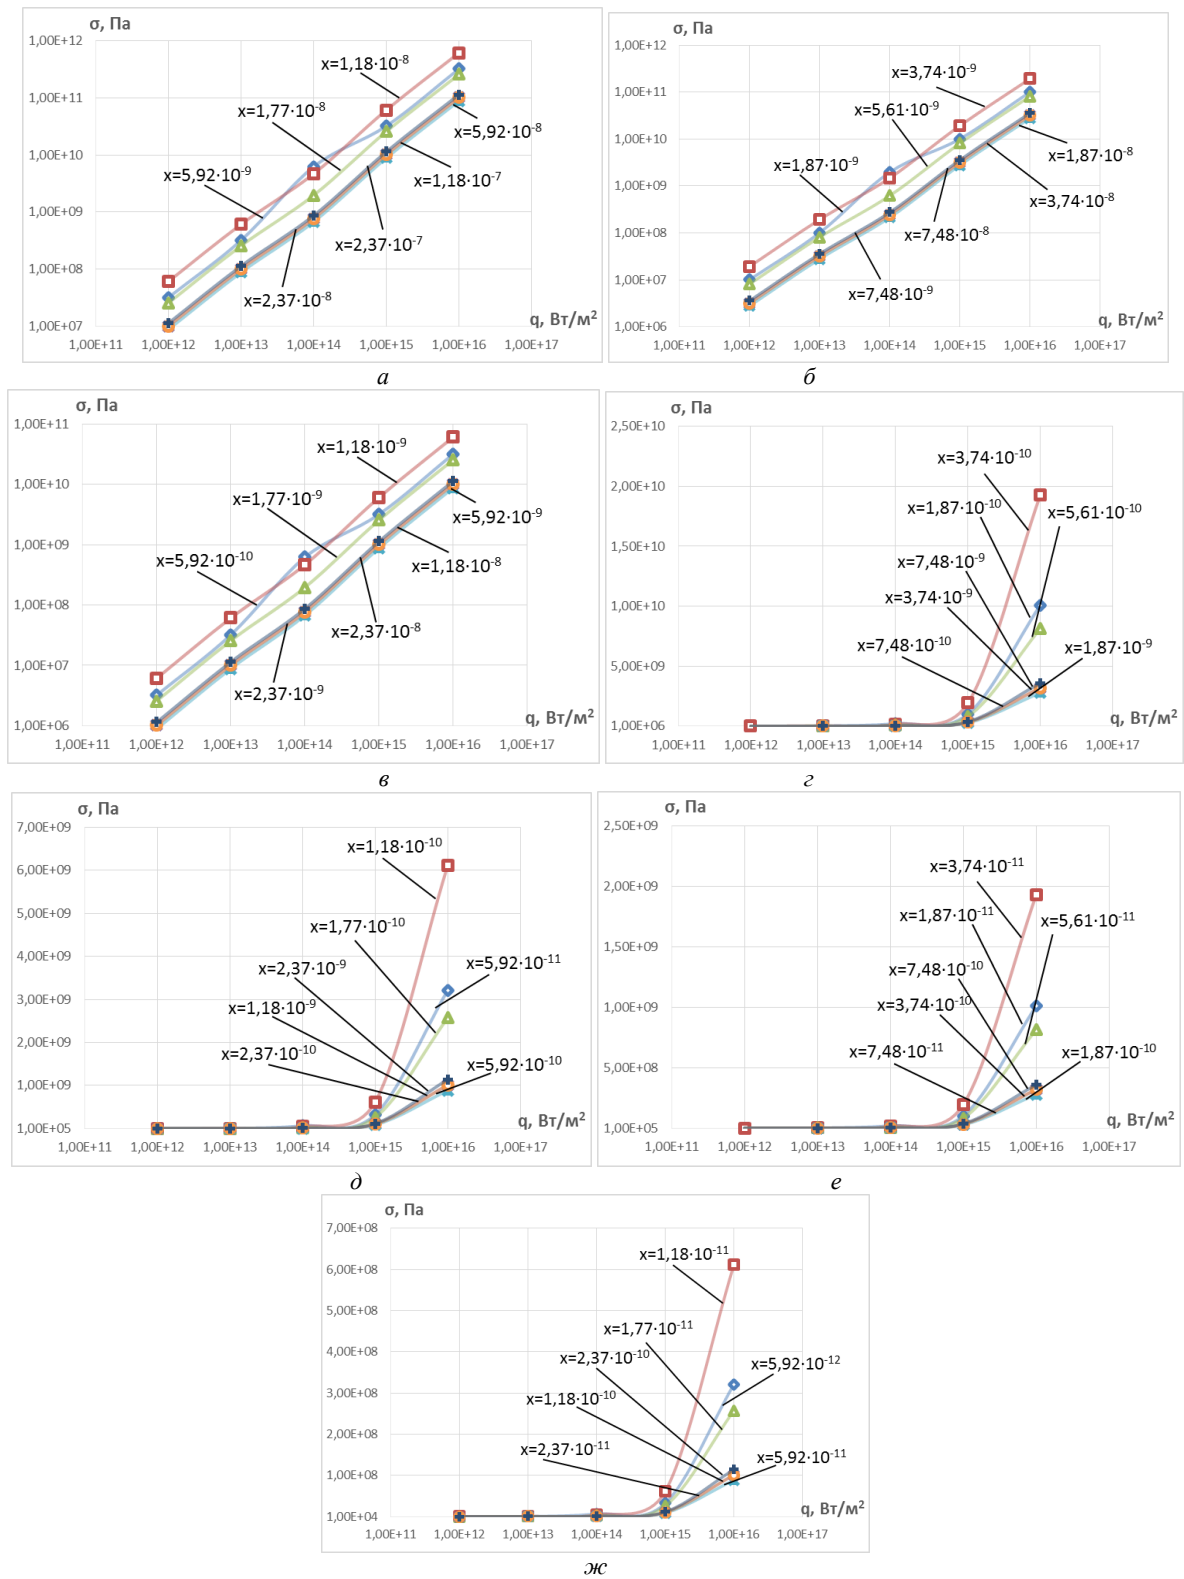 σ, Па
1,00E+12
1,00E+11
1,00E+10
1,00E+09
1,00E+08
1,00E+07
x=1,18·10⁻⁸
x=1,77·10⁻⁸
x=5,92·10⁻⁹
x=5,92·10⁻⁸
x=1,18·10⁻⁷
x=2,37·10⁻⁷
x=2,37·10⁻⁸
q, Вт/м²
1,00E+11 1,00E+12 1,00E+13 1,00E+14 1,00E+15 1,00E+16 1,00E+17
а
σ, Па
1,00E+12
1,00E+11
1,00E+10
1,00E+09
1,00E+08
1,00E+07
1,00E+06
x=3,74·10⁻⁹
x=5,61·10⁻⁹
x=1,87·10⁻⁹
x=1,87·10⁻⁸
x=3,74·10⁻⁸
x=7,48·10⁻⁸
x=7,48·10⁻⁹
q, Вт/м²
1,00E+11 1,00E+12 1,00E+13 1,00E+14 1,00E+15 1,00E+16 1,00E+17
б
σ, Па
1,00E+11
1,00E+10
1,00E+09
1,00E+08
1,00E+07
1,00E+06
x=1,18·10⁻⁹
x=1,77·10⁻⁹
x=5,92·10⁻¹⁰
x=5,92·10⁻⁹
x=1,18·10⁻⁸
x=2,37·10⁻⁸
x=2,37·10⁻⁹
q, Вт/м²
1,00E+11 1,00E+12 1,00E+13 1,00E+14 1,00E+15 1,00E+16 1,00E+17
в
σ, Па
2,50E+10
2,00E+10
1,50E+10
1,00E+10
5,00E+09
1,00E+06
x=3,74·10⁻¹⁰
x=1,87·10⁻¹⁰
x=5,61·10⁻¹⁰
x=7,48·10⁻⁹
x=3,74·10⁻⁹
x=7,48·10⁻¹⁰
x=1,87·10⁻⁹
q, Вт/м²
1,00E+11 1,00E+12 1,00E+13 1,00E+14 1,00E+15 1,00E+16 1,00E+17
г
σ, Па
7,00E+09
6,00E+09
5,00E+09
4,00E+09
3,00E+09
2,00E+09
1,00E+09
1,00E+05
x=1,18·10⁻¹⁰
x=1,77·10⁻¹⁰
x=5,92·10⁻¹¹
x=2,37·10⁻⁹
x=1,18·10⁻⁹
x=2,37·10⁻¹⁰
x=5,92·10⁻¹⁰
q, Вт/м²
1,00E+11 1,00E+12 1,00E+13 1,00E+14 1,00E+15 1,00E+16 1,00E+17
д
σ, Па
2,50E+09
2,00E+09
1,50E+09
1,00E+09
5,00E+08
1,00E+05
x=3,74·10⁻¹¹
x=1,87·10⁻¹¹
x=5,61·10⁻¹¹
x=7,48·10⁻¹⁰
x=3,74·10⁻¹⁰
x=7,48·10⁻¹¹
x=1,87·10⁻¹⁰
q, Вт/м²
1,00E+11 1,00E+12 1,00E+13 1,00E+14 1,00E+15 1,00E+16 1,00E+17
е
σ, Па
7,00E+08
6,00E+08
5,00E+08
4,00E+08
3,00E+08
2,00E+08
1,00E+08
1,00E+04
x=1,18·10⁻¹¹
x=1,77·10⁻¹¹
x=2,37·10⁻¹⁰
x=5,92·10⁻¹²
x=1,18·10⁻¹⁰
x=2,37·10⁻¹¹
x=5,92·10⁻¹¹
q, Вт/м²
1,00E+11 1,00E+12 1,00E+13 1,00E+14 1,00E+15 1,00E+16 1,00E+17
ж